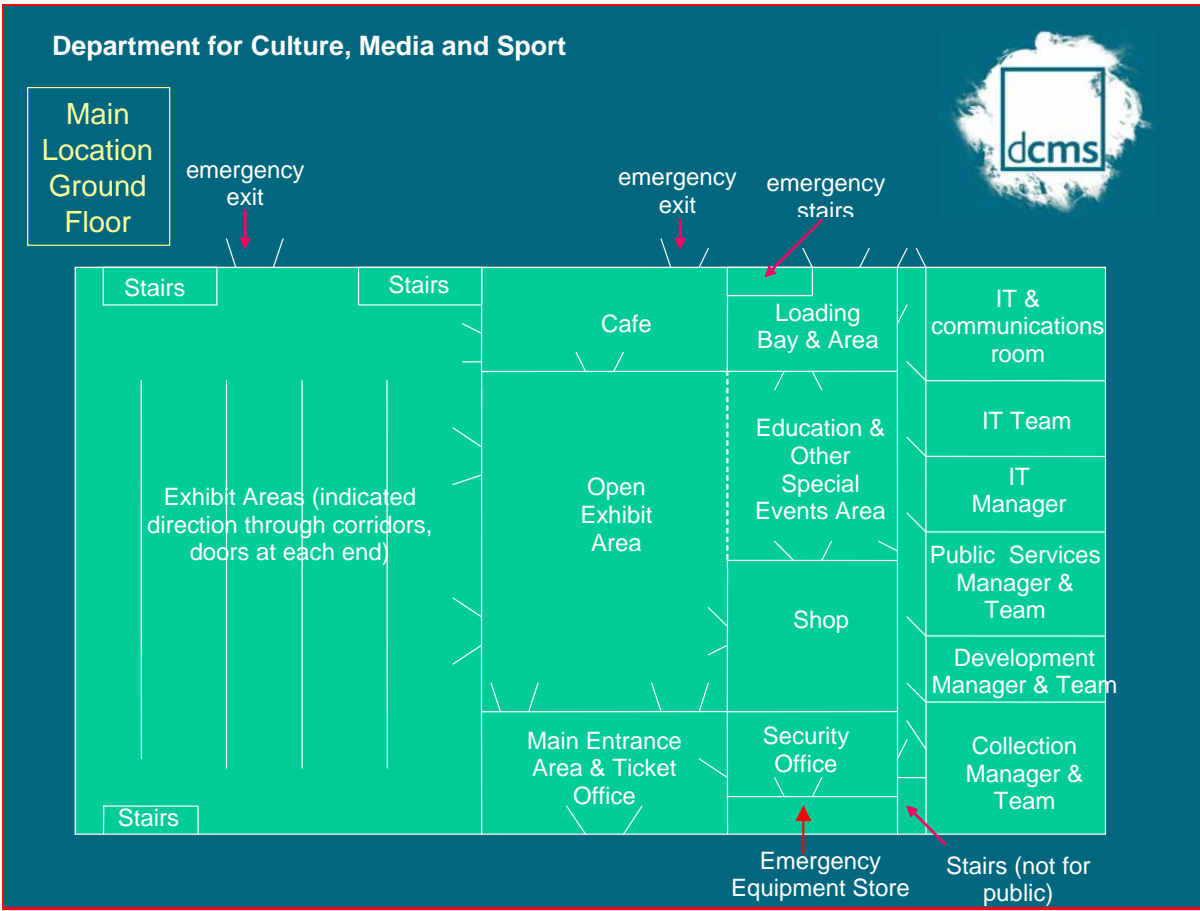 Department for Culture, Media and Sport
dcms
Main
Location
Ground
Floor
emergency
exit
emergency
exit
emergency
stairs
Stairs
Stairs
Cafe
Loading
Bay & Area
IT &
communications
room
IT Team
Education &
Other
Special
Events Area
IT
Manager
Exhibit Areas (indicated
direction through corridors,
doors at each end)
Open
Exhibit
Area
Public Services
Manager &
Team
Shop
Development
Manager & Team
Main Entrance
Area & Ticket
Office
Security
Office
Collection
Manager &
Team
Stairs
Emergency
Equipment Store
Stairs (not for
public)